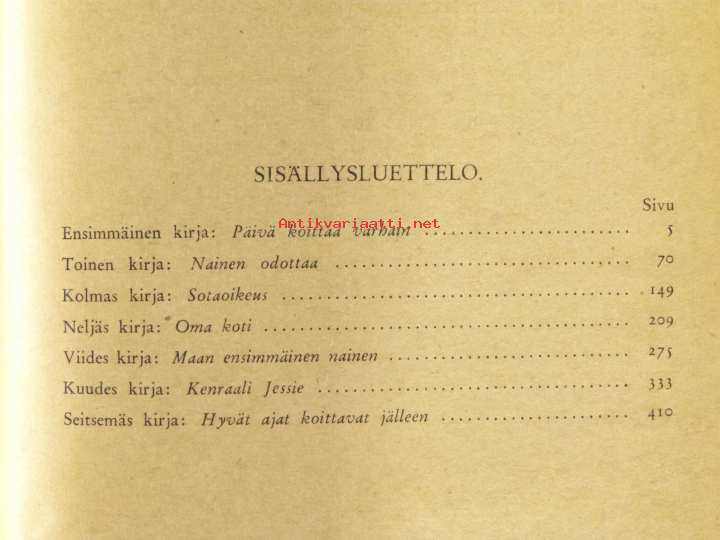 SISÄLLYSLUETTELO.
Sivu
Antikvariaatti.net
Ensimmäinen kirja: Päivä koittaa varhain ........................ 5
Toinen kirja: Nainen odottaa ................................ 70
Kolmas kirja: Sotaoikeus ..................................... 149
Neljäs kirja: Oma koti ....................................... 209
Viides kirja: Maan ensimmäinen nainen .......................... 275
Kuudes kirja: Kenraali Jessie ................................. 333
Seitsemäs kirja: Hyvät ajat koittavat jälleen ..................... 410